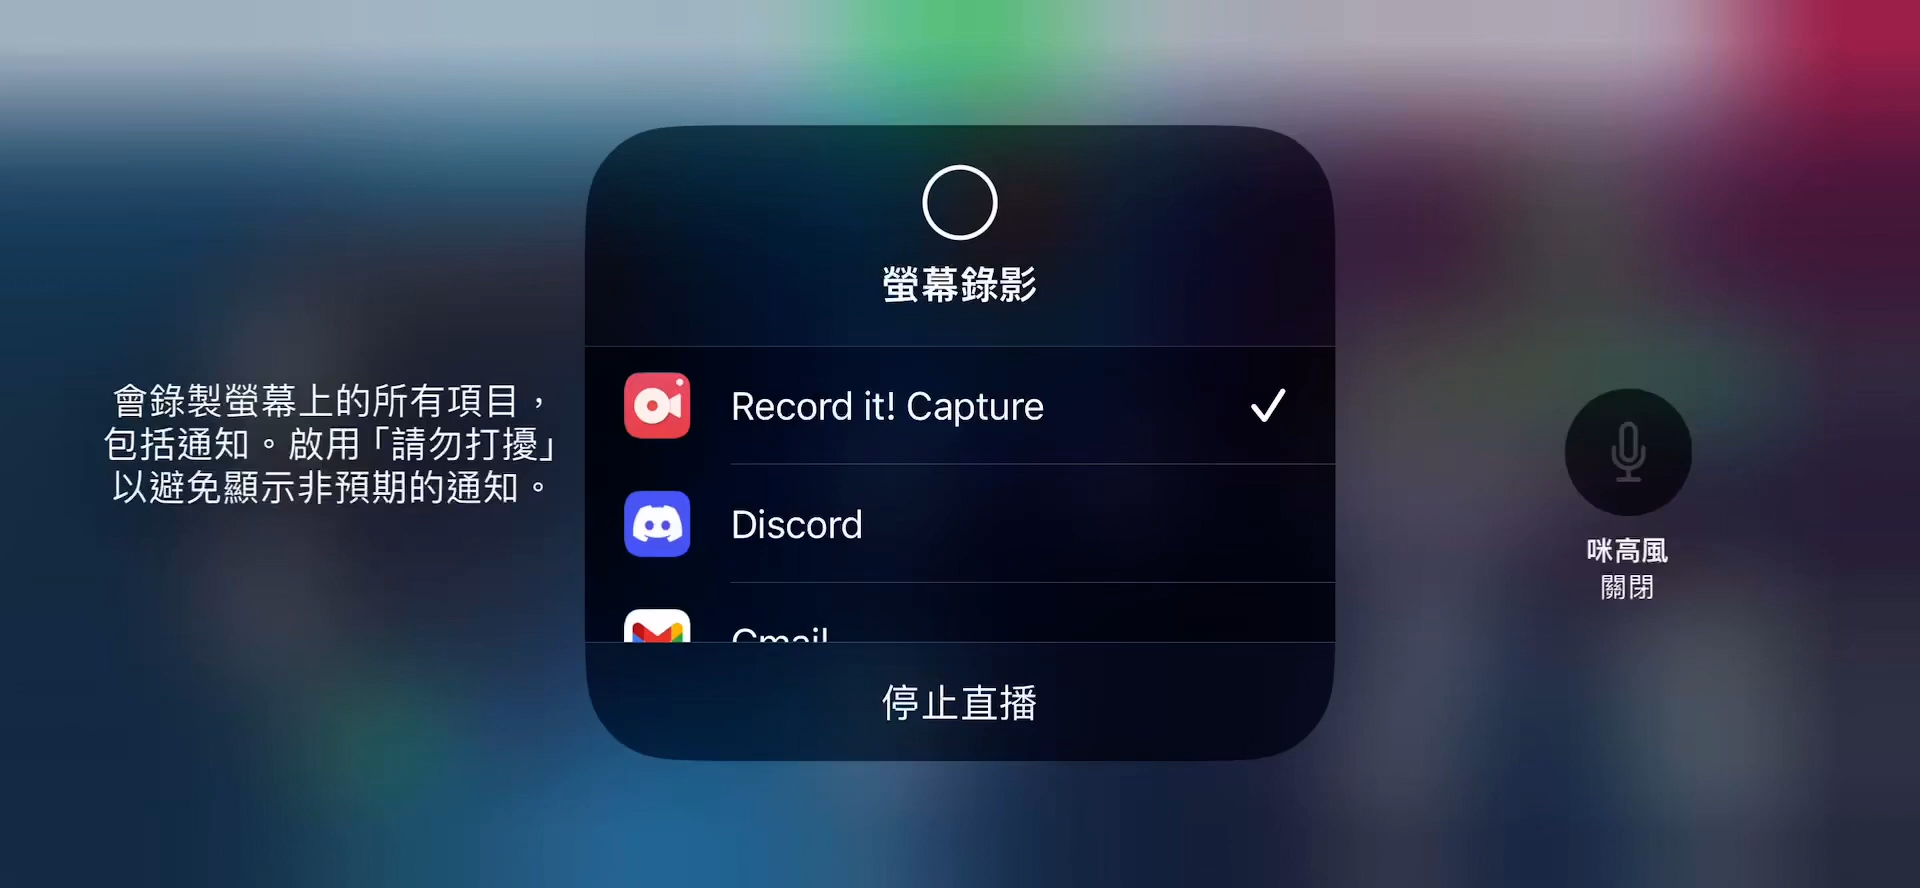 螢幕錄影
會錄製螢幕上的所有項目，
包括通知。啟用「請勿打擾」
以避免顯示非預期的通知。
Record it! Capture
Discord
Gmail
停止直播
咪高風
關閉